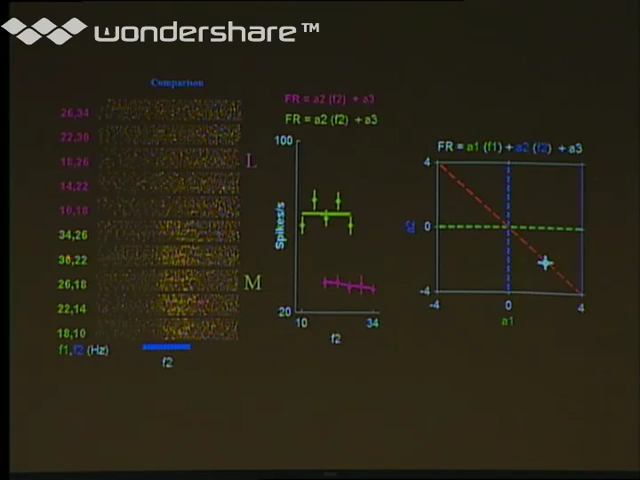 wondershare™
Comparison
26,34
22,30
18,26
14,22
10,18
34,26
30,22
26,18
22,14
18,10
L
M
f1,f2 (Hz)
f2
FR = a2 (f2) + a3
FR = a2 (f2) + a3
100
Spikes/s
20
10
34
f2
FR = a1 (f1) + a2 (f2) + a3
4
a2
0
-4
-4
0
4
a1